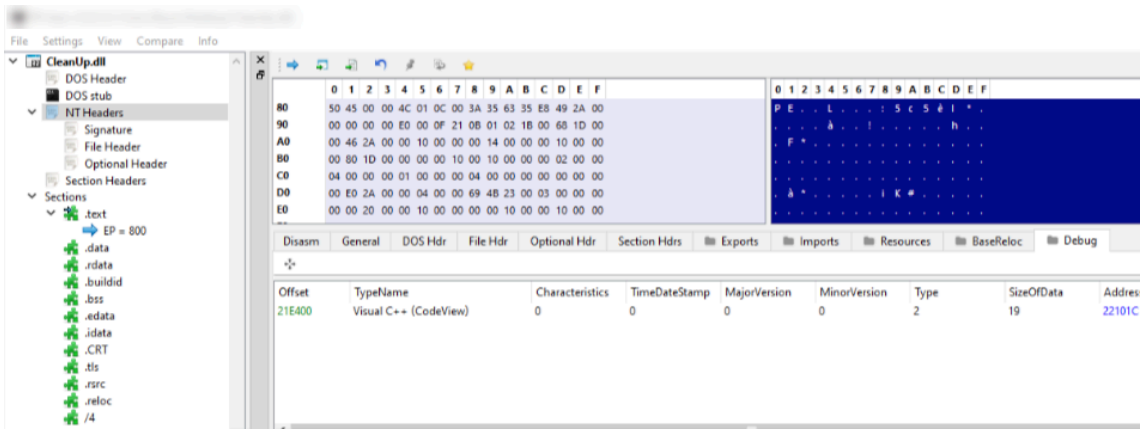 File Settings View Compare Info
CleanUp.dll
DOS Header
DOS stub
NT Headers
Signature
File Header
Optional Header
Section Headers
Sections
.text
EP = 800
.data
.rdata
.buildid
.bss
.edata
.idata
.CRT
.tls
.rsrc
.reloc
/4
0 1 2 3 4 5 6 7 8 9 A B C D E F
80 50 45 00 00 4C 01 0C 00 3A 35 63 35 E8 49 2A 00
90 00 00 00 00 E0 00 0F 21 0B 01 02 1B 00 68 1D 00
A0 00 46 2A 00 00 10 00 00 00 14 00 00 00 10 00 00
B0 00 80 1D 00 00 00 00 10 00 10 00 00 00 02 00 00
C0 04 00 00 00 01 00 00 00 04 00 00 00 00 00 00 00
D0 00 E0 2A 00 00 04 00 00 69 4B 23 00 03 00 00 00
E0 00 00 20 00 00 10 00 00 00 00 10 00 00 10 00 00
0 1 2 3 4 5 6 7 8 9 A B C D E F
P E . . L . . . : 5 c 5 è I * .
. . . . à . . ! . . . . . h . .
. F * . . . . . . . . . . . . .
. . . . . . . . . . . . . . . .
. . . . . . . . . . . . . . . .
. à * . . . . . i K # . . . . .
. . . . . . . . . . . . . . . .
Disasm General DOS Hdr File Hdr Optional Hdr Section Hdrs Exports Imports Resources BaseReloc Debug
Offset TypeName Characteristics TimeDateStamp MajorVersion MinorVersion Type SizeOfData Addres
21E400 Visual C++ (CodeView) 0 0 0 0 2 19 22101C